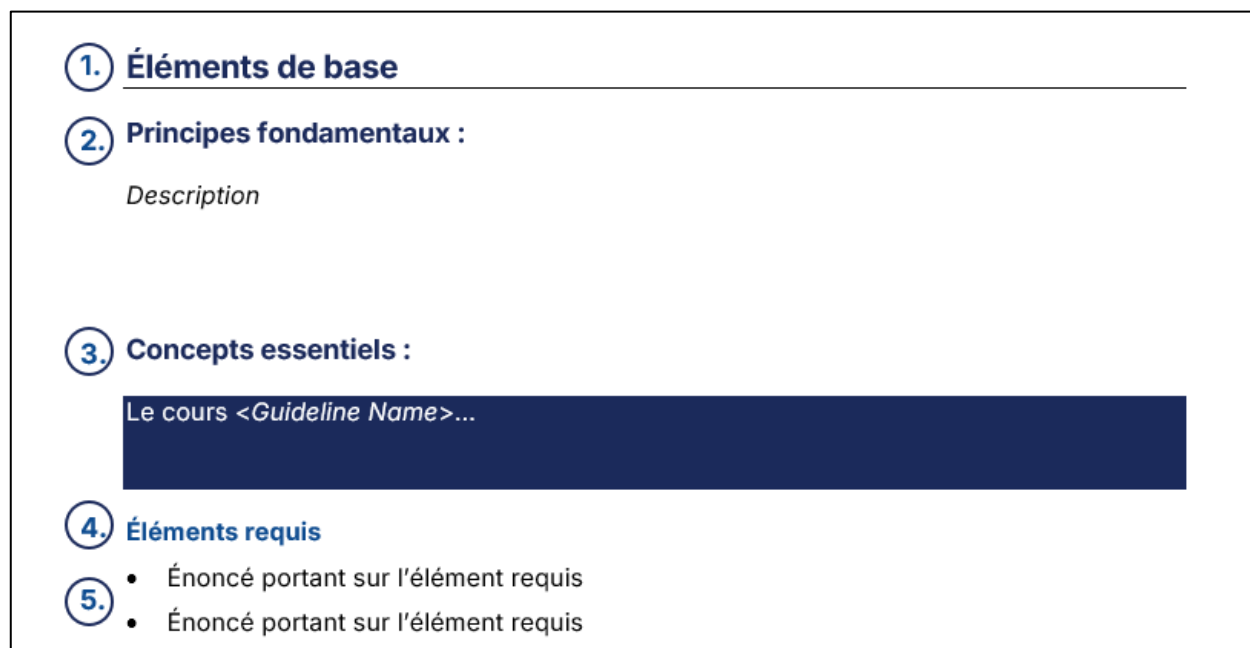 1. Éléments de base
2. Principes fondamentaux :
Description
3. Concepts essentiels :
Le cours <Guideline Name>...
4. Éléments requis
5.
• Énoncé portant sur l’élément requis
• Énoncé portant sur l’élément requis